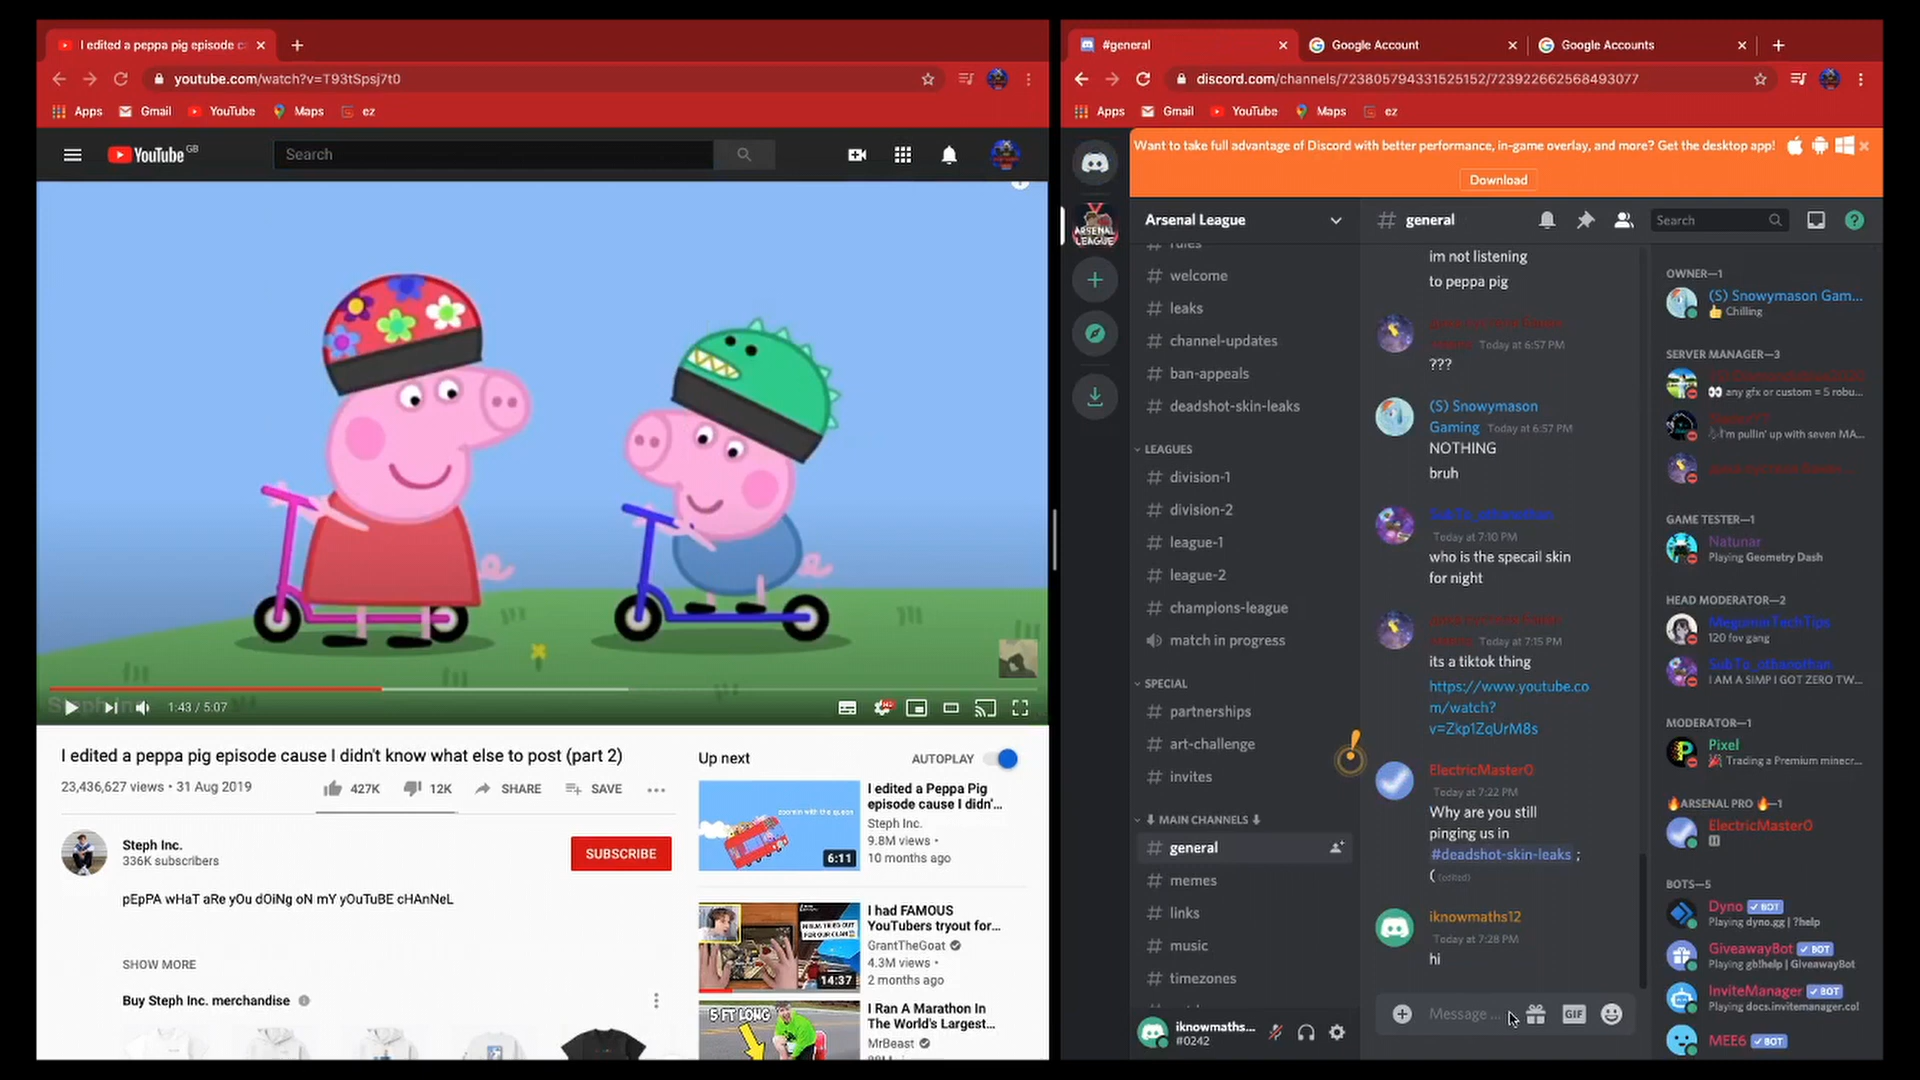 I edited a peppa pig episode c
youtube.com/watch?v=T93tSpsj7t0
Apps Gmail YouTube Maps ez
YouTube GB
Search
1:43 / 5:07
I edited a peppa pig episode cause I didn't know what else to post (part 2)
23,436,627 views • 31 Aug 2019
427K 12K SHARE SAVE
Steph Inc.
336K subscribers
SUBSCRIBE
pEpPA wHaT aRe yOu dOiNg oN mY yOuTuBE cHAnNeL
SHOW MORE
Buy Steph Inc. merchandise
Up next AUTOPLAY
I edited a Peppa Pig
episode cause I didn'...
Steph Inc.
9.8M views •
10 months ago
6:11
I had FAMOUS
YouTubers tryout for...
GrantTheGoat
4.3M views •
2 months ago
14:37
5 FT LONG
I Ran A Marathon In
The World's Largest...
MrBeast
#general Google Account Google Accounts
discord.com/channels/723805794331525152/723922662568493077
Apps Gmail YouTube Maps ez
Want to take full advantage of Discord with better performance, in-game overlay, and more? Get the desktop app!
Download
ARSENAL
LEAGUE
Arsenal League
# rules
# welcome
# leaks
# channel-updates
# ban-appeals
# deadshot-skin-leaks
LEAGUES
# division-1
# division-2
# league-1
# league-2
# champions-league
match in progress
SPECIAL
# partnerships
# art-challenge
# invites
MAIN CHANNELS
# general
# memes
# links
# music
# timezones
iknowmaths...
#0242
# general
Search
im not listening
to peppa pig
Today at 6:57 PM
???
(S) Snowymason
Gaming Today at 6:57 PM
NOTHING
bruh
SubTo_othanothan
Today at 7:10 PM
who is the specail skin
for night
Today at 7:15 PM
its a tiktok thing
https://www.youtube.co
m/watch?
v=Zkp1ZqUrM8s
ElectricMaster0
Today at 7:22 PM
Why are you still
pinging us in
#deadshot-skin-leaks ;
( (edited)
iknowmaths12
Today at 7:28 PM
hi
Message ...
GIF
OWNER—1
(S) Snowymason Gam...
Chilling
SERVER MANAGER—3
any gfx or custom = 5 robu...
I'm pullin' up with seven MA...
GAME TESTER—1
Natunar
Playing Geometry Dash
HEAD MODERATOR—2
MeguminTechTips
120 fov gang
SubTo_othanothan
I AM A SIMP I GOT ZERO TW...
MODERATOR—1
Pixel
Trading a Premium minecr...
ARSENAL PRO —1
ElectricMaster0
BOTS—5
Dyno BOT
Playing dyno.gg | ?help
GiveawayBot BOT
Playing gb!help | GiveawayBot
InviteManager BOT
Playing docs.invitemanager.co
MEE6 BOT